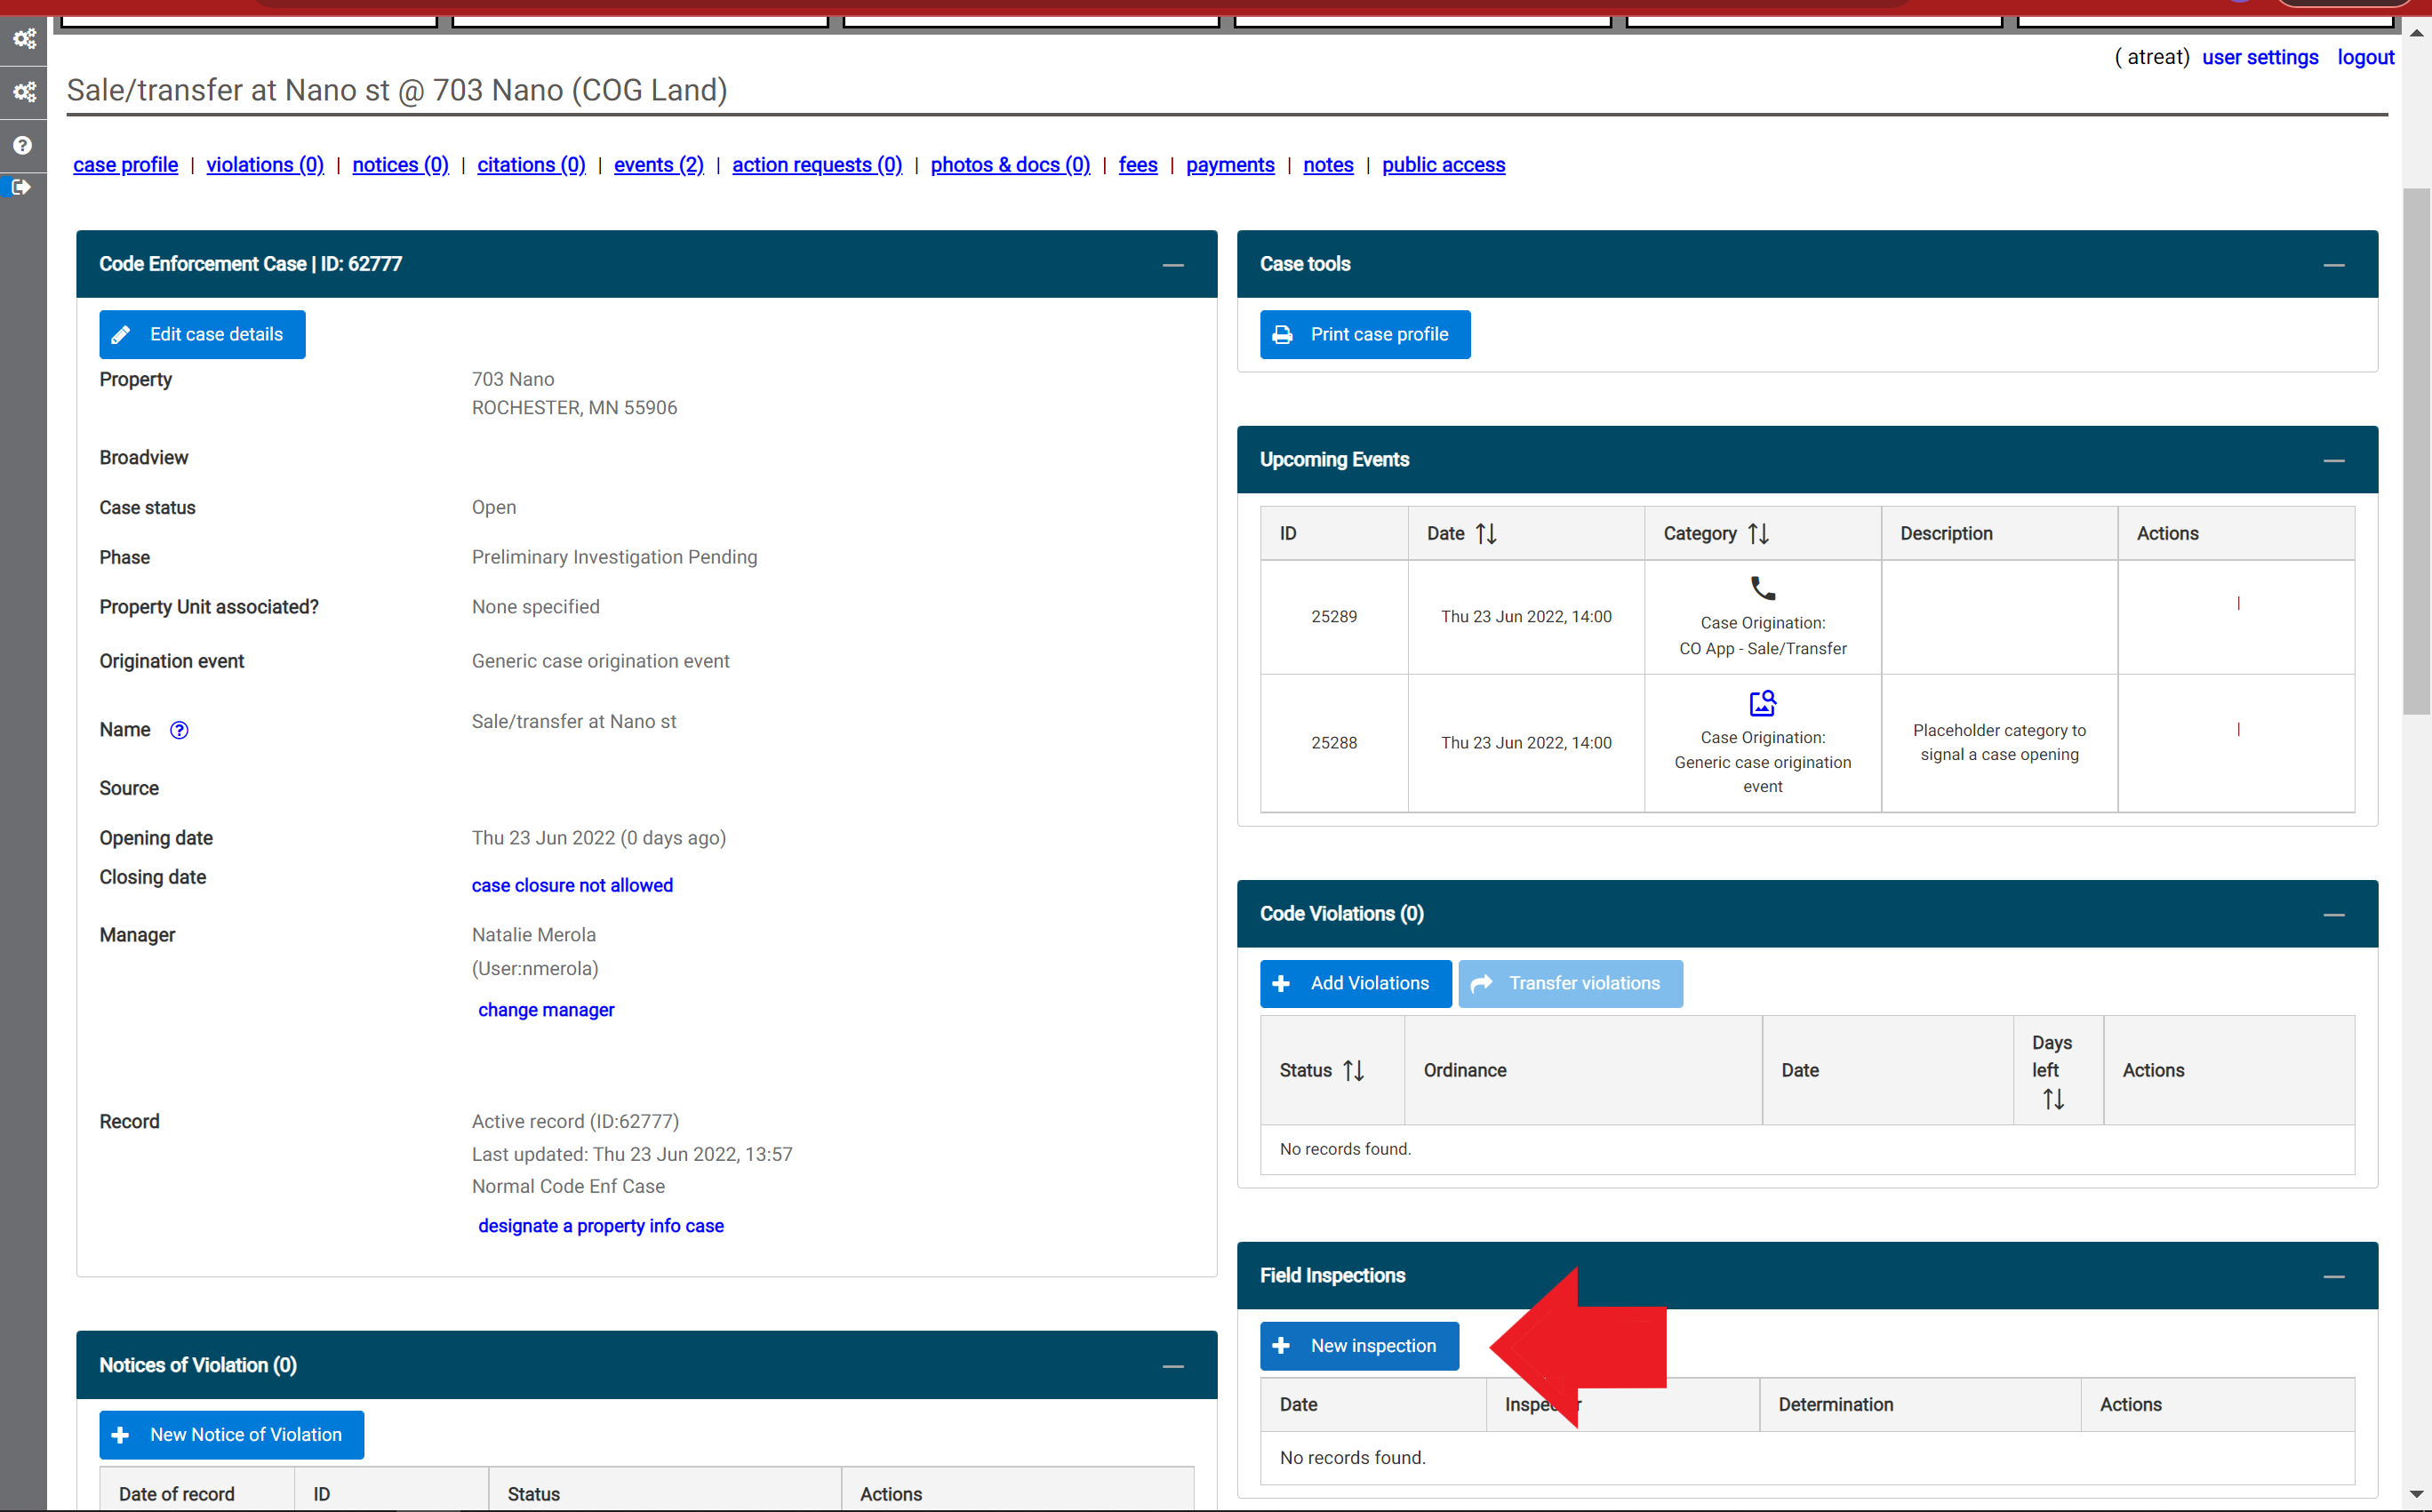 ( atreat) user settings logout
Sale/transfer at Nano st @ 703 Nano (COG Land)
case profile | violations (0) | notices (0) | citations (0) | events (2) | action requests (0) | photos & docs (0) | fees | payments | notes | public access
Code Enforcement Case | ID: 62777
Edit case details
Property
703 Nano
ROCHESTER, MN 55906
Broadview
Case status Open
Phase Preliminary Investigation Pending
Property Unit associated? None specified
Origination event Generic case origination event
Name Sale/transfer at Nano st
Source
Opening date Thu 23 Jun 2022 (0 days ago)
Closing date case closure not allowed
Manager Natalie Merola
(User:nmerola)
change manager
Record Active record (ID:62777)
Last updated: Thu 23 Jun 2022, 13:57
Normal Code Enf Case
designate a property info case
Notices of Violation (0)
New Notice of Violation
Date of record ID Status Actions
Case tools
Print case profile
Upcoming Events
ID Date Category Description Actions
25289 Thu 23 Jun 2022, 14:00 Case Origination:
CO App - Sale/Transfer
|
25288 Thu 23 Jun 2022, 14:00 Case Origination:
Generic case origination
event
Placeholder category to
signal a case opening
|
Code Violations (0)
Add Violations Transfer violations
Status Ordinance Date Days
left
Actions
No records found.
Field Inspections
New inspection
Date Determination Actions
No records found.